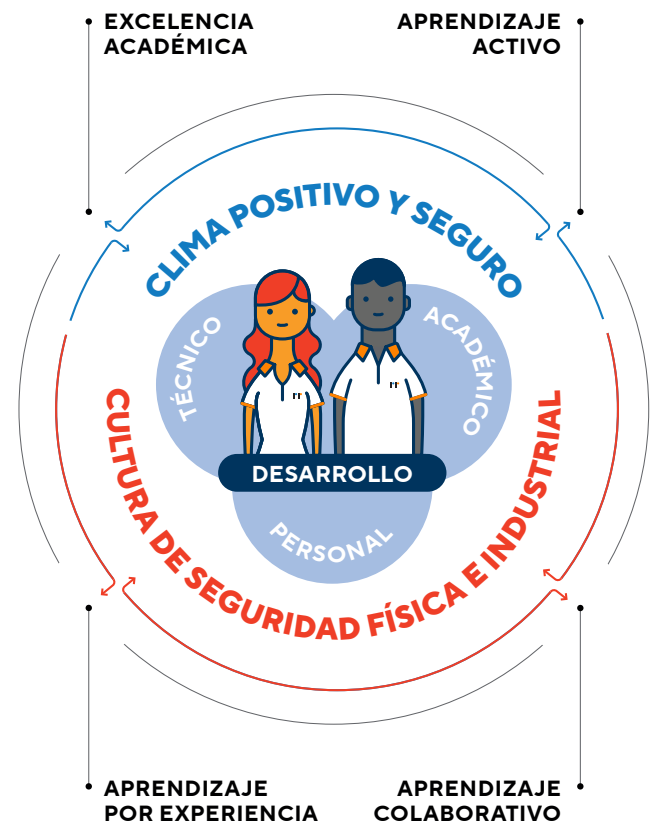 EXCELENCIA
ACADÉMICA
APRENDIZAJE
ACTIVO
CLIMA POSITIVO Y SEGURO
TÉCNICO
ACADÉMICO
DESARROLLO
PERSONAL
CULTURA DE SEGURIDAD FÍSICA E INDUSTRIAL
APRENDIZAJE
POR EXPERIENCIA
APRENDIZAJE
COLABORATIVO